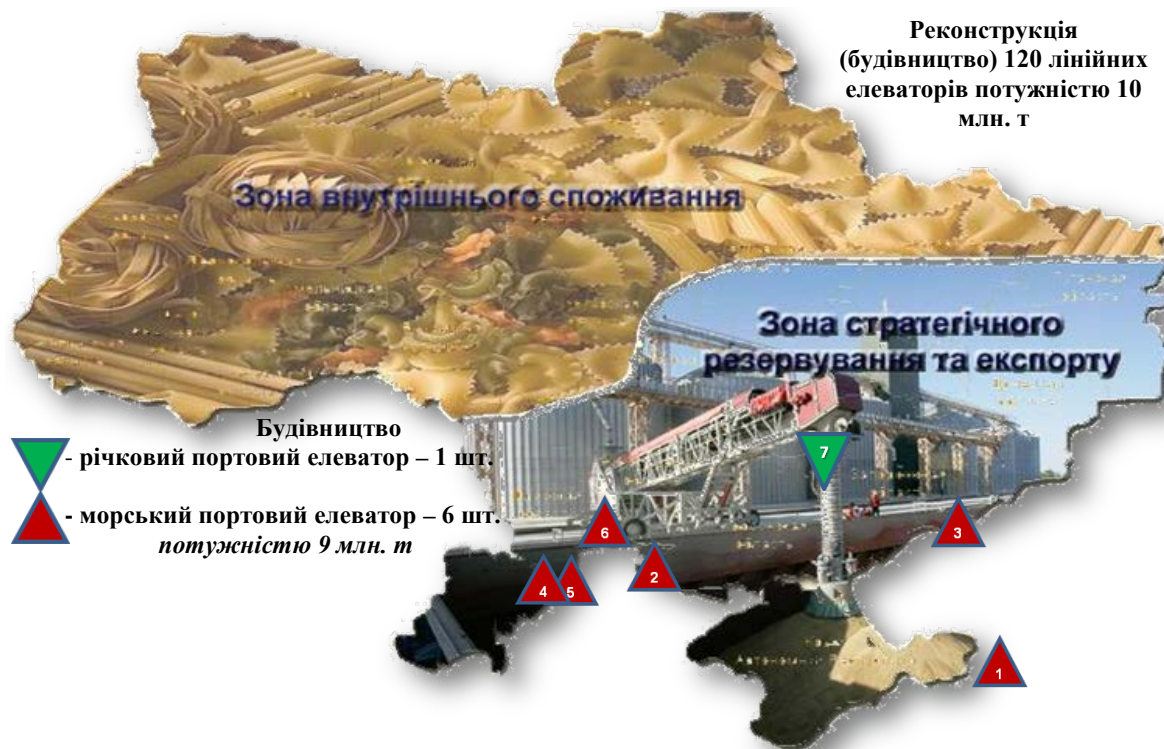 Реконструкція
(будівництво) 120 лінійних
елеваторів потужністю 10
млн. т
Зона внутрішнього споживання
Зона стратегічного
резервування та експорту
Будівництво
- річковий портовий елеватор – 1 шт.
- морський портовий елеватор – 6 шт.
потужністю 9 млн. т
7
6
3
4
5
2
1